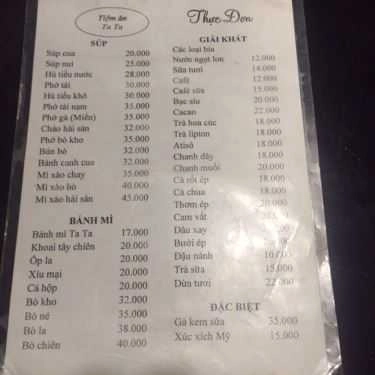 Tiệm ăn
Ta Ta
Thực Đơn
SÚP
Súp cua 20.000
Súp nui 25.000
Hủ tiếu nước 28.000
Phở tái 30.000
Hủ tiếu khô 30.000
Phở tái nạm 35.000
Phở gà (Miến) 35.000
Cháo hải sản 32.000
Phở bò kho 35.000
Bún bò 32.000
Bánh canh cua 32.000
Mì xào chay 35.000
Mì xào bò 40.000
Mì xào hải sản 45.000
BÁNH MÌ
Bánh mì Ta Ta 17.000
Khoai tây chiên 20.000
Ốp la 20.000
Xíu mại 20.000
Cá hộp 20.000
Bò kho 32.000
Bò né 35.000
Bò la 38.000
Bò chiên 40.000
GIẢI KHÁT
Các loại bia
Nước ngọt lon 12.000
Sữa tươi 14.000
Café 12.000
Café sữa 15.000
Bạc sỉu 20.000
Cacao 22.000
Trà hoa cúc 18.000
Trà lipton 18.000
Atisô 18.000
Chanh dây 18.000
Chanh muối 20.000
Cà rốt ép 18.000
Cà chua 18.000
Thơm ép 20.000
Cam vắt
Dâu xay
Bưởi ép
Đậu nành
Trà sữa 15.000
Dừa tươi
ĐẶC BIỆT
Gà kem sữa 35.000
Xúc xích Mỹ 15.000